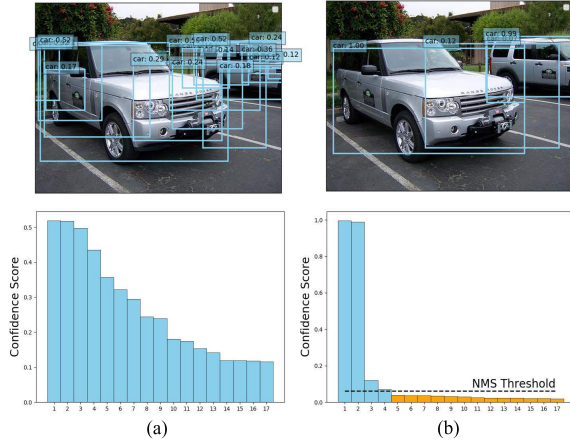 car: 0.52
car: 0.52
car: 0.24
car: 0.36
car: 0.12
car: 0.12
car: 0.29
car: 0.24
car: 0.18
car: 0.17
car: 1.00
car: 0.12
car: 0.99
RANGE ROVER
Confidence Score
0.5
0.4
0.3
0.2
0.1
0.0
1 2 3 4 5 6 7 8 9 10 11 12 13 14 15 16 17
(a)
Confidence Score
1.0
0.8
0.6
0.4
0.2
0.0
NMS Threshold
1 2 3 4 5 6 7 8 9 10 11 12 13 14 15 16 17
(b)